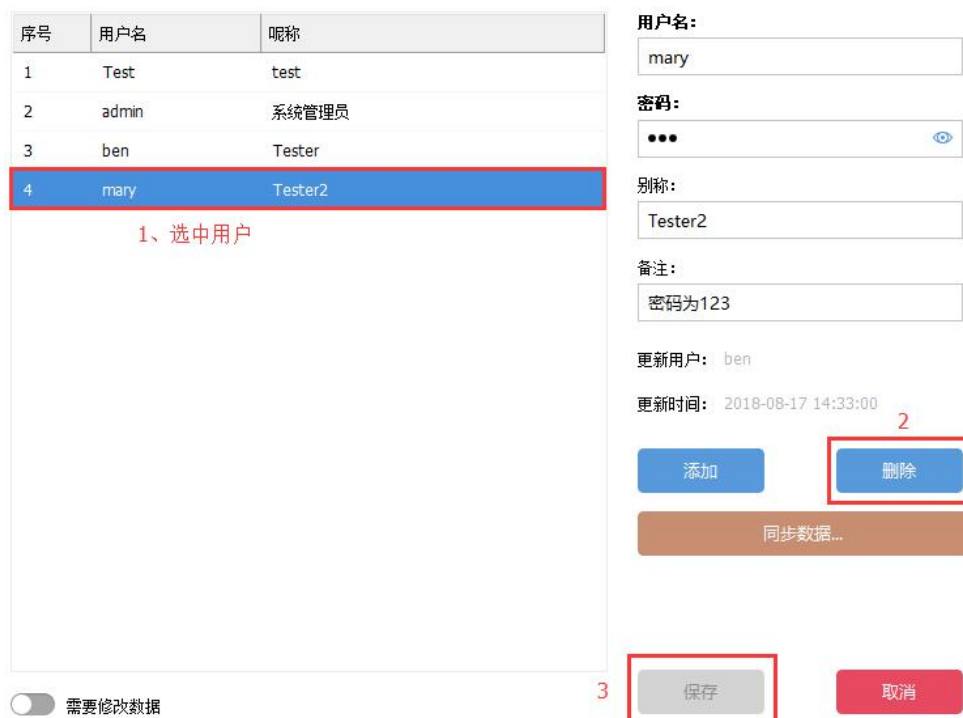 序号 用户名 呢称
1 Test test
2 admin 系统管理员
3 ben Tester
4 mary Tester2
1、选中用户
用户名：
mary
密码：
●●●
别称：
Tester2
备注：
密码为123
更新用户： ben
更新时间： 2018-08-17 14:33:00
2
添加 删除
同步数据...
3 保存 取消
需要修改数据